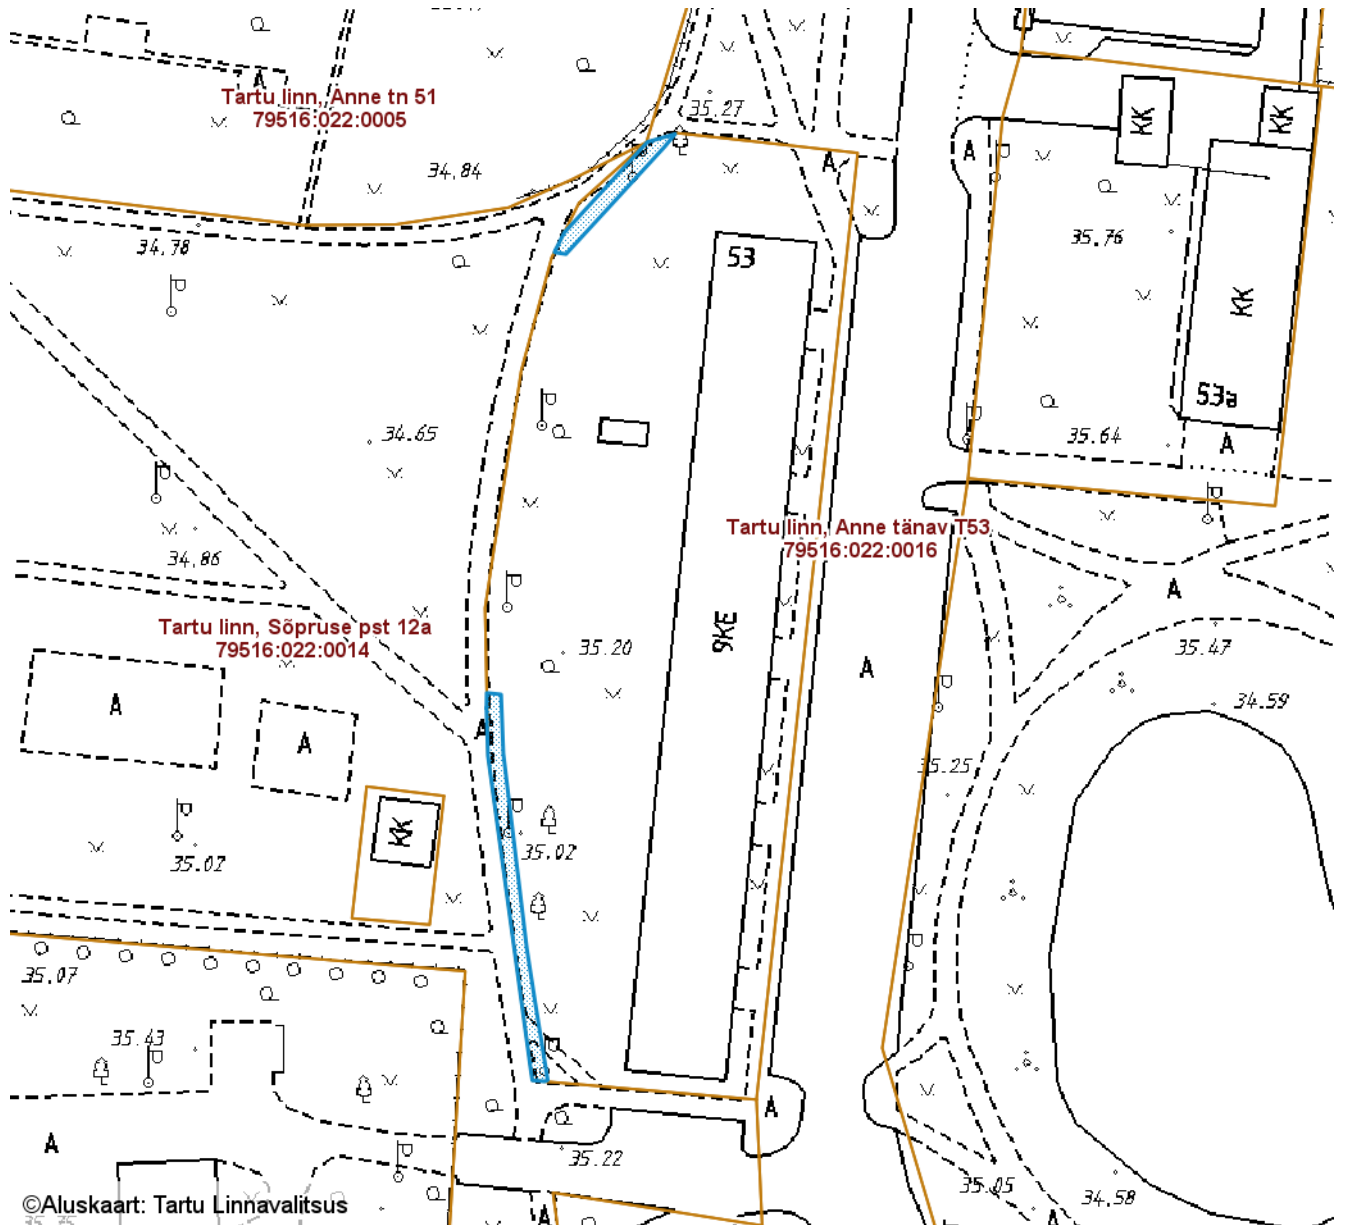 A
Tartu linn, Anne tn 51
79516:022:0005
35.27
34.84
A
A
KK
KK
34.78
35.76
53
KK
53a
34.65
35.64
A
Tartu linn, Anne tänav T53
79516:022:0016
34.86
A
Tartu linn, Sõpruse pst 12a
79516:022:0014
9KE
35.20
35.47
A
A
34.59
A
A
35.25
KK
35.02
35.07
35.07
35.43
A
A
35.22
35.05
34.58
©Aluskaart: Tartu Linnavalitsus
A
A